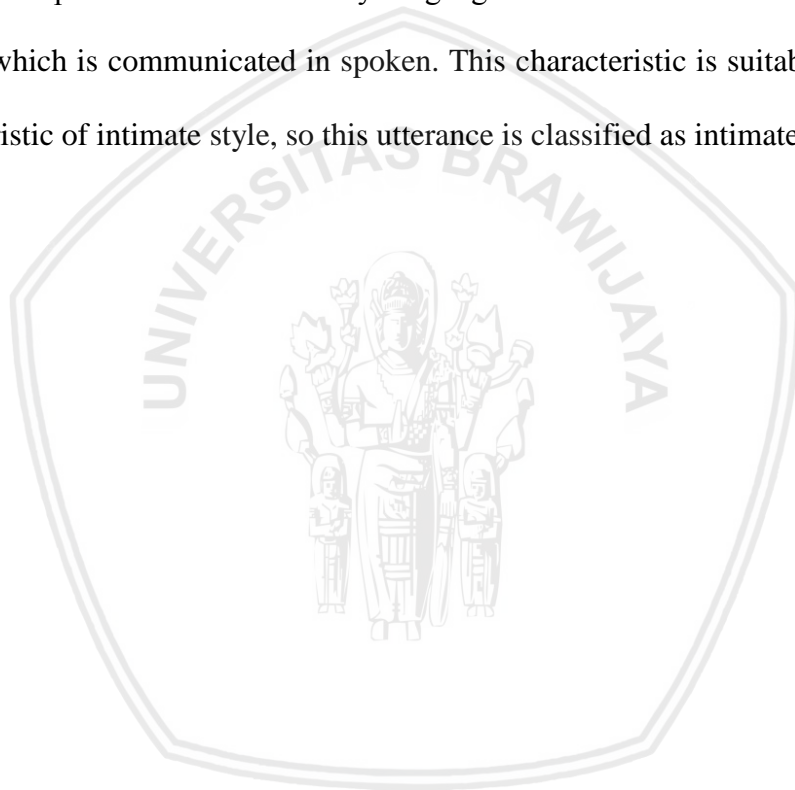 which is communicated in spoken. This characteristic is suitab
ristic of intimate style, so this utterance is classified as intimate
UNIVERSITAS BRAWIJAYA